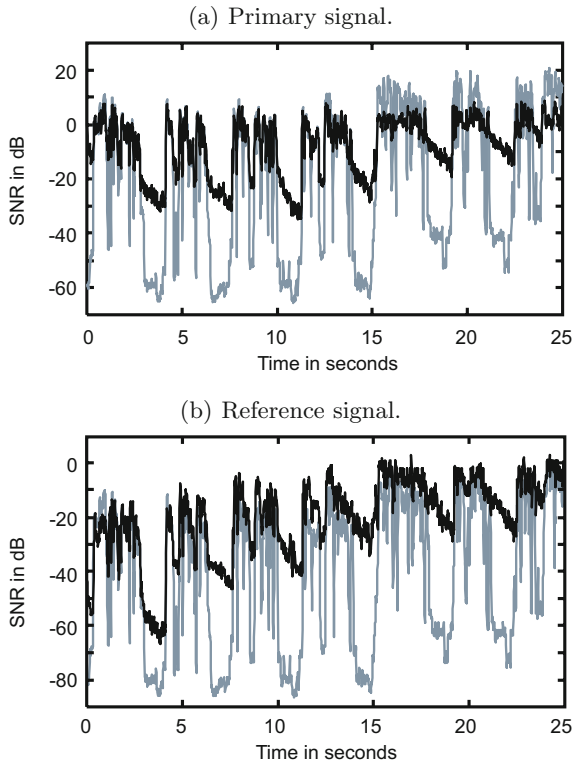 (a) Primary signal.
20
0
-20
-40
-60
SNR in dB
0 5 10 15 20 25
Time in seconds
(b) Reference signal.
0
-20
-40
-60
-80
SNR in dB
0 5 10 15 20 25
Time in seconds